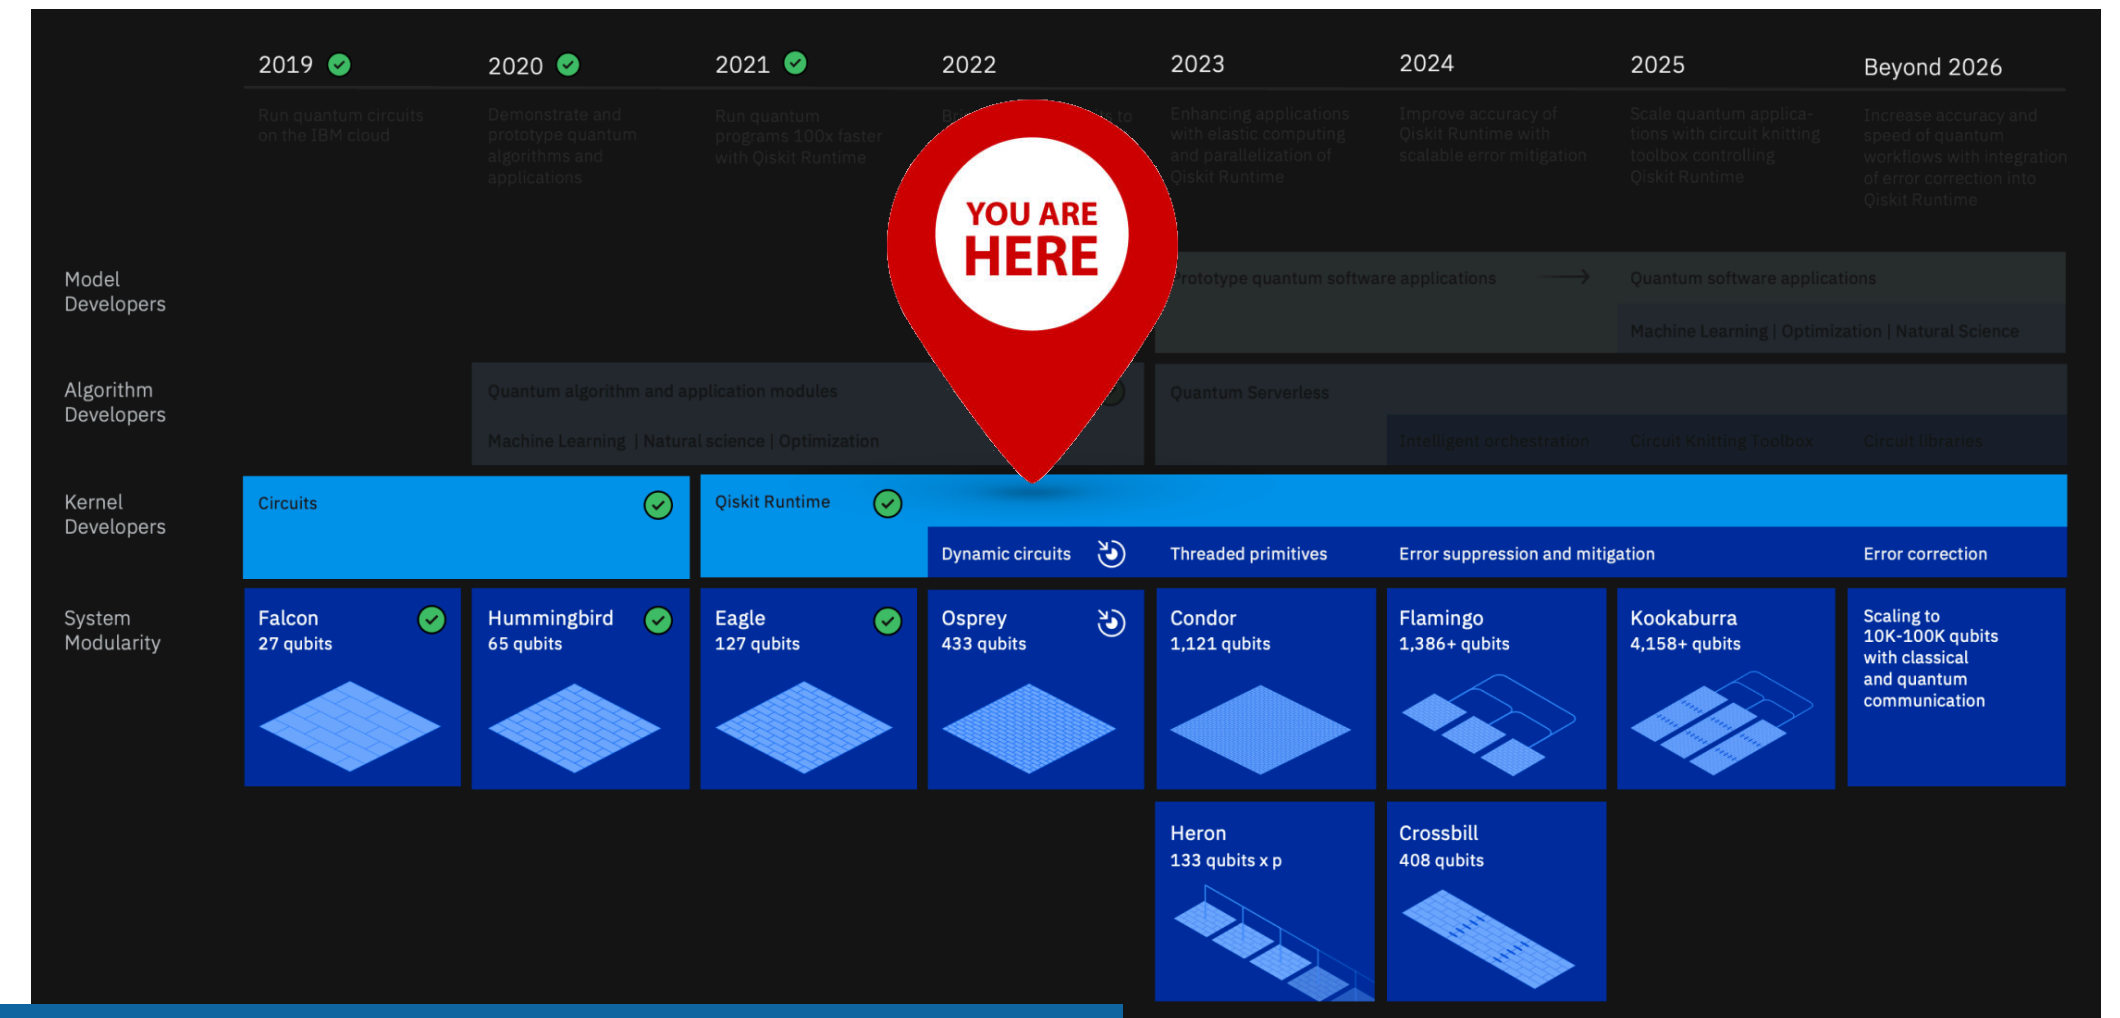 2019
2020
2021
2022
2023
2024
2025
Beyond 2026
Run quantum circuits
on the IBM cloud
Demonstrate and
prototype quantum
algorithms and
applications
Run quantum
programs 100x faster
with Qiskit Runtime
to
Enhancing applications
with elastic computing
and parallelization of
Qiskit Runtime
Improve accuracy of
Qiskit Runtime with
scalable error mitigation
Scale quantum applica-
tions with circuit knitting
toolbox controlling
Qiskit Runtime
Increase accuracy and
speed of quantum
workflows with integration
of error correction into
Qiskit Runtime
YOU ARE
HERE
Model
Developers
Prototype quantum software applications
Quantum software applications
Machine Learning | Optimization | Natural Science
Algorithm
Developers
Quantum algorithm and application modules
Machine Learning | Natural science | Optimization
Quantum Serverless
Intelligent orchestration
Circuit Knitting Toolbox
Circuit libraries
Kernel
Developers
Circuits
Qiskit Runtime
Dynamic circuits
Threaded primitives
Error suppression and mitigation
Error correction
System
Modularity
Falcon
27 qubits
Hummingbird
65 qubits
Eagle
127 qubits
Osprey
433 qubits
Condor
1,121 qubits
Flamingo
1,386+ qubits
Kookaburra
4,158+ qubits
Scaling to
10K-100K qubits
with classical
and quantum
communication
Heron
133 qubits x p
Crossbill
408 qubits